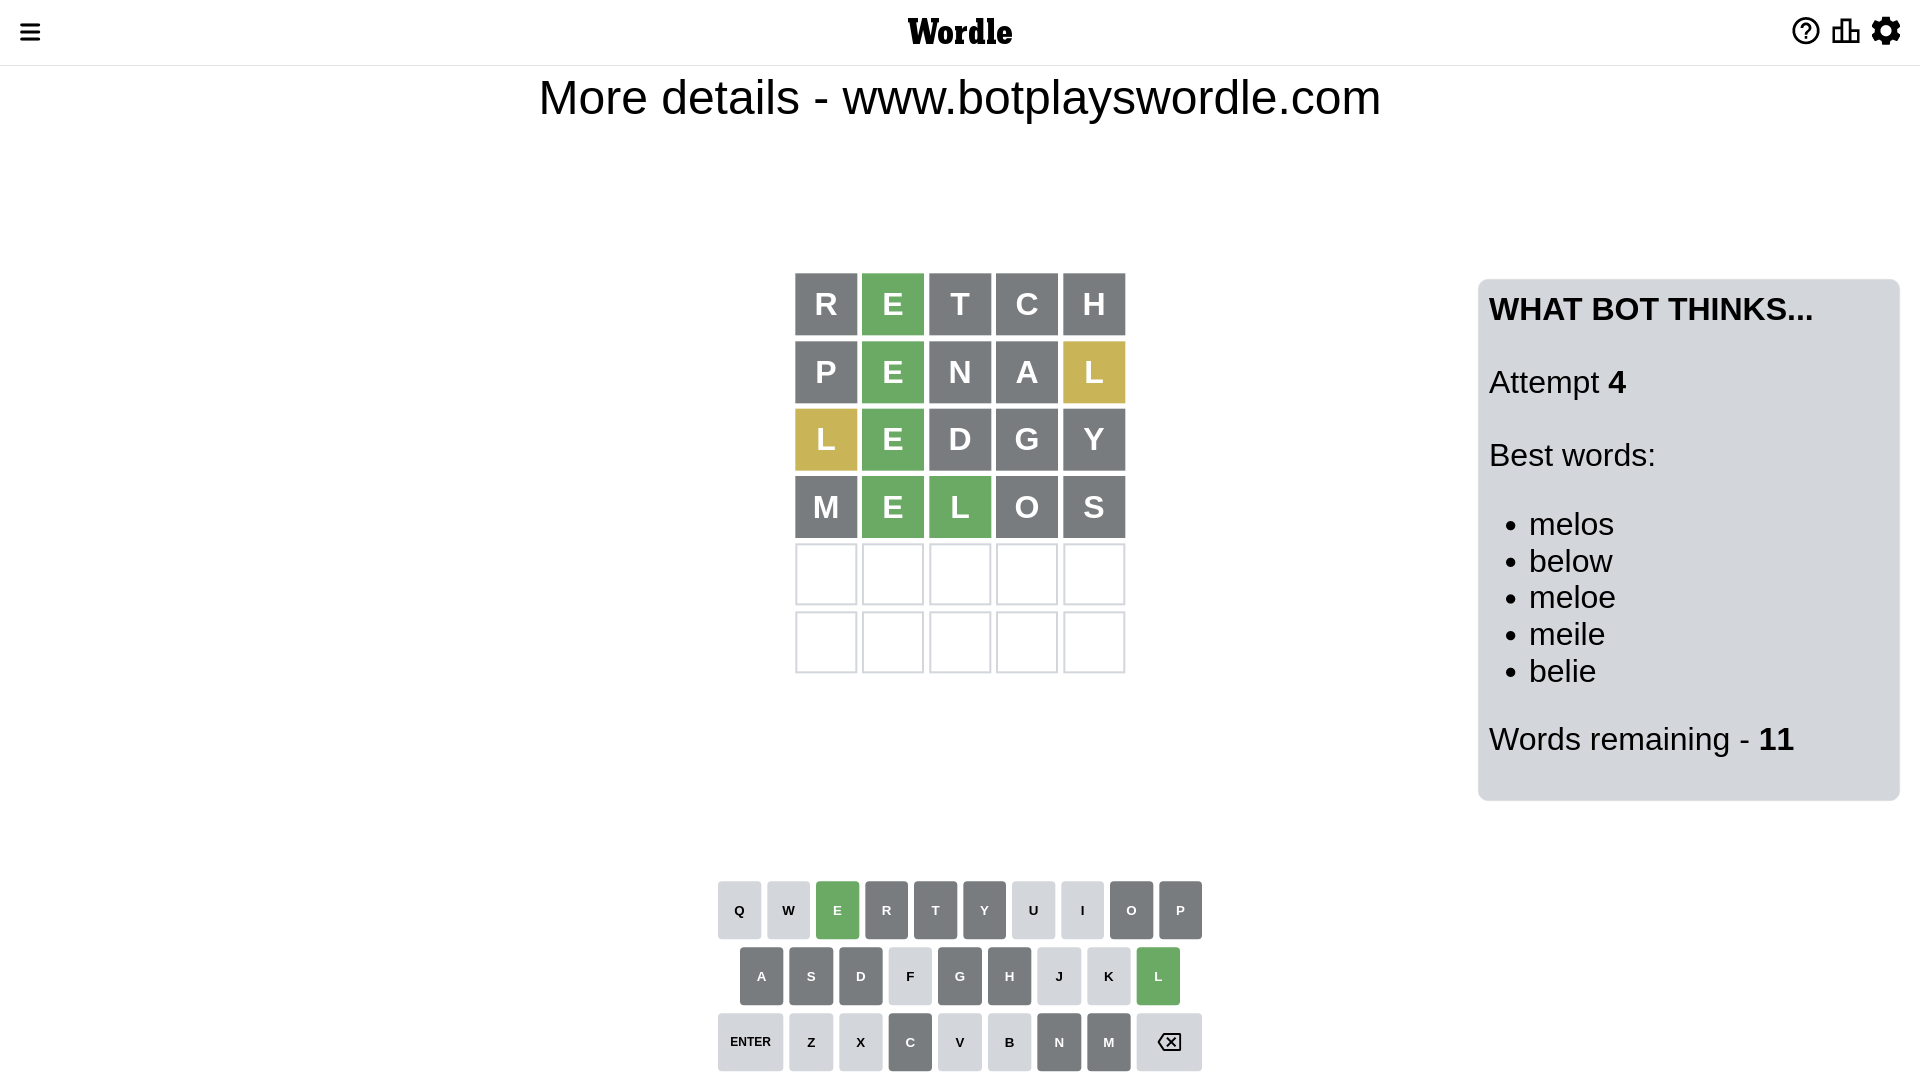 Wordle
More details - www.botplayswordle.com
R E T C H
P E N A L
L E D G Y
M E L O S
WHAT BOT THINKS...
Attempt 4
Best words:
• melos
• below
• meloe
• meile
• belie
Words remaining - 11
Q W E R T Y U I O P
A S D F G H J K L
ENTER Z X C V B N M